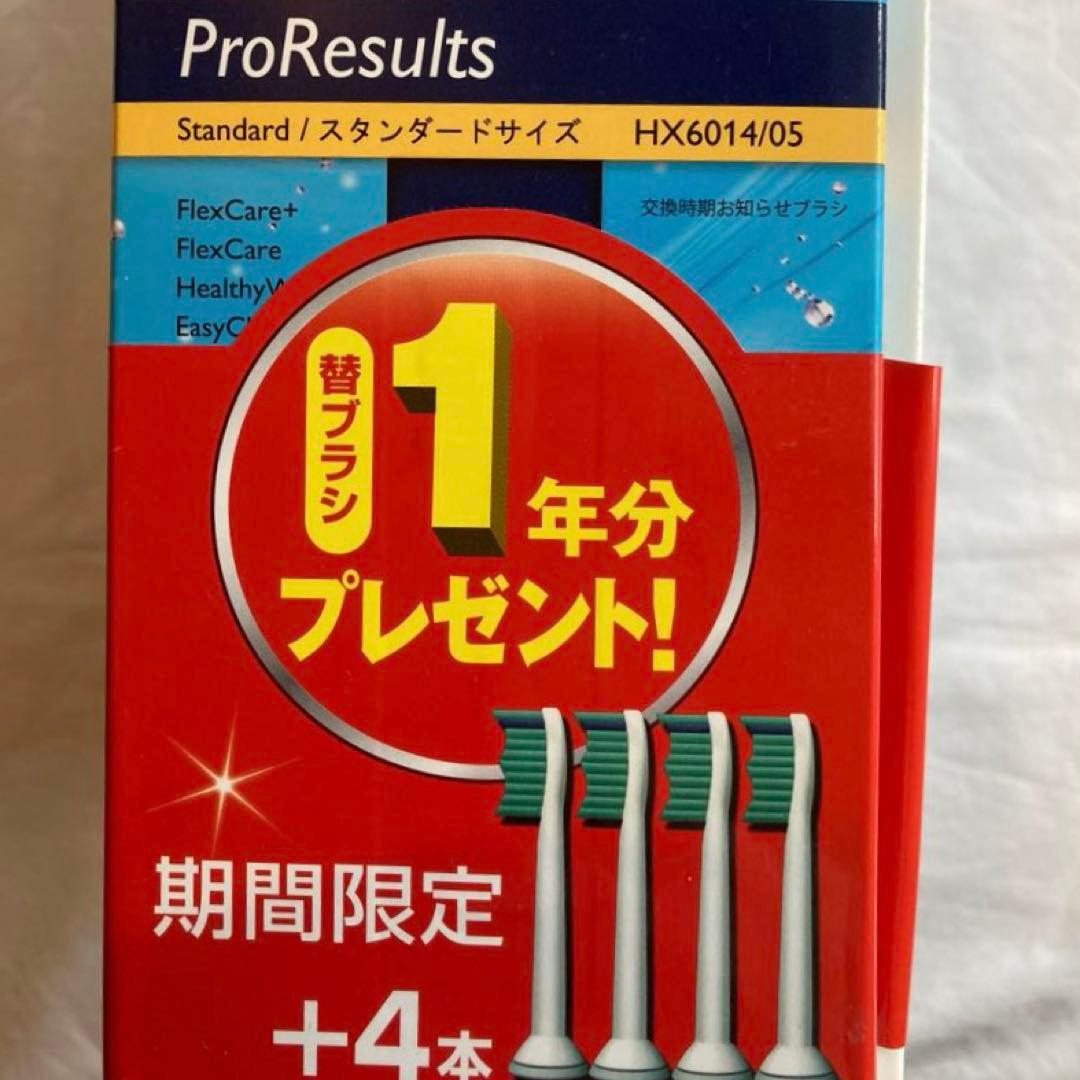 ProResults
Standard / スタンダードサイズ HX6014/05
FlexCare+
FlexCare
交換時期お知らせブラシ
替ブラシ
1年分
プレゼント!
期間限定
+4本